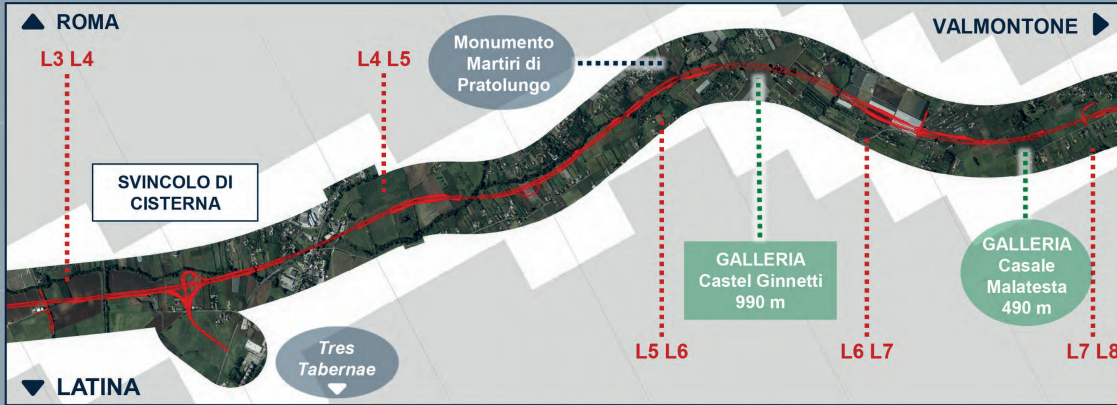 ROMA
VALMONTONE
L3 L4
L4 L5
Monumento
Martiri di
Pratolungo
SVINCOLO DI
CISTERNA
GALLERIA
Castel Ginnetti
990 m
GALLERIA
Casale
Malatesta
490 m
L5 L6
L6 L7
L7 L8
Tres
Tabernae
LATINA